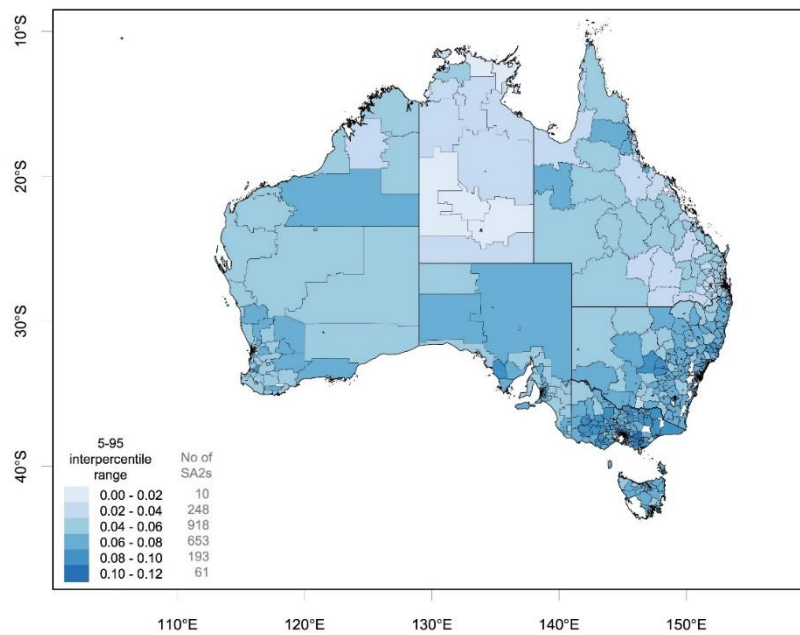 10°S
20°S
30°S
40°S
5-95
interpercentile
range
No of
SA2s
0.00 - 0.02 10
0.02 - 0.04 248
0.04 - 0.06 918
0.06 - 0.08 653
0.08 - 0.10 193
0.10 - 0.12 61
110°E 120°E 130°E 140°E 150°E